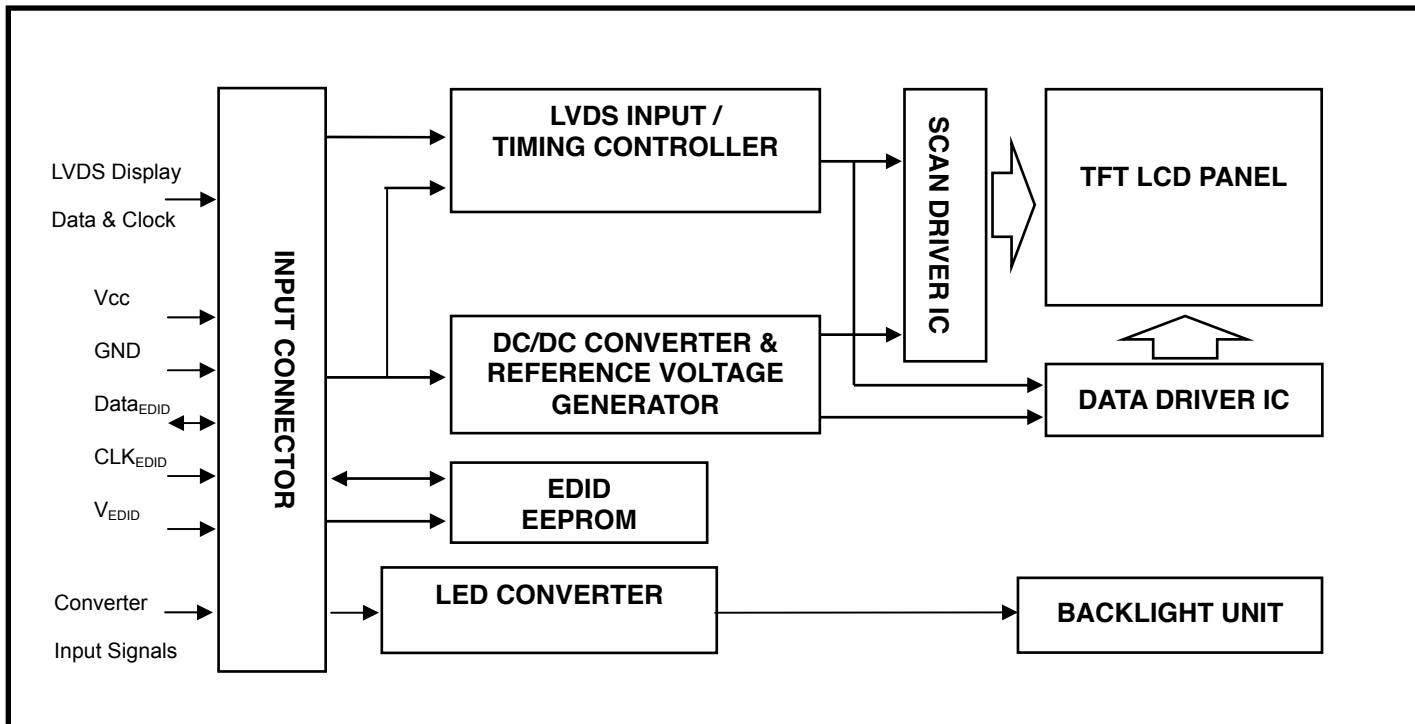 LVDS Display
Data & Clock
Vcc
GND
DataEDID
CLKEDID
VEDID
Converter
Input Signals
INPUT CONNECTOR
LVDS INPUT /
TIMING CONTROLLER
DC/DC CONVERTER &
REFERENCE VOLTAGE
GENERATOR
EDID
EEPROM
LED CONVERTER
SCAN DRIVER IC
TFT LCD PANEL
DATA DRIVER IC
BACKLIGHT UNIT